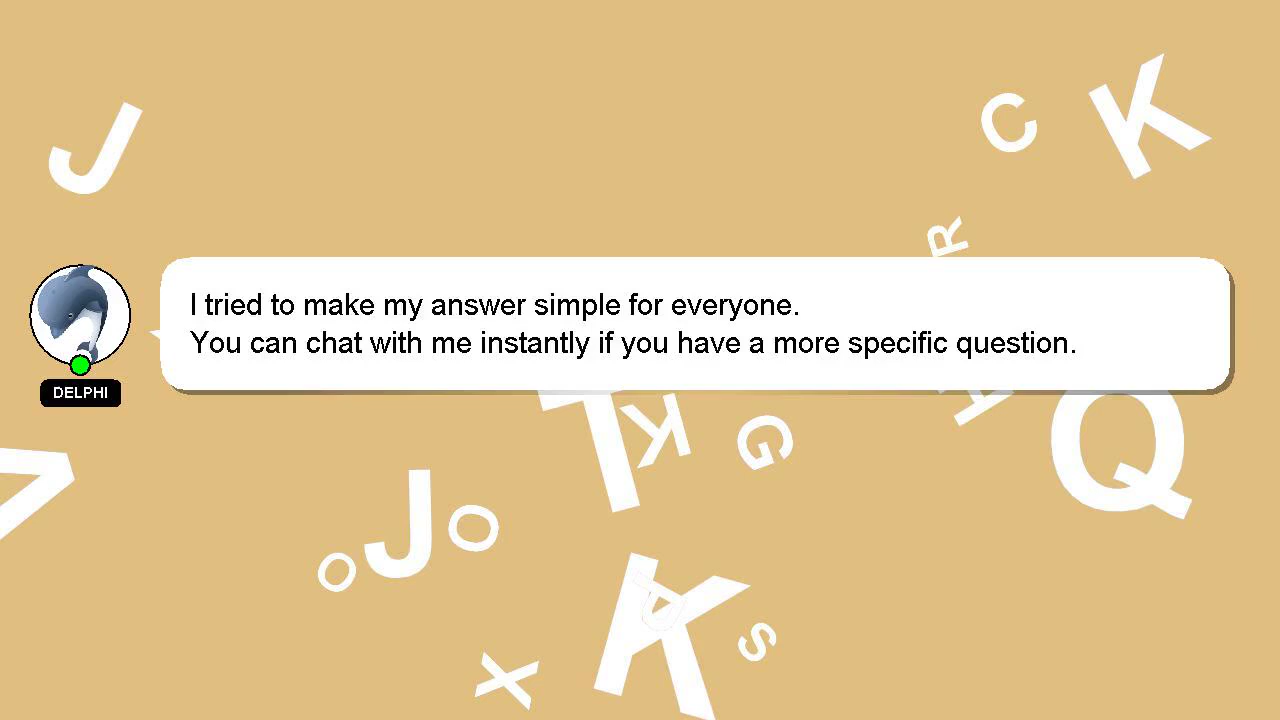 J
C
K
R
I tried to make my answer simple for everyone.
You can chat with me instantly if you have a more specific question.
DELPHI
T
K
G
Q
J
O
O
K
P
S
X